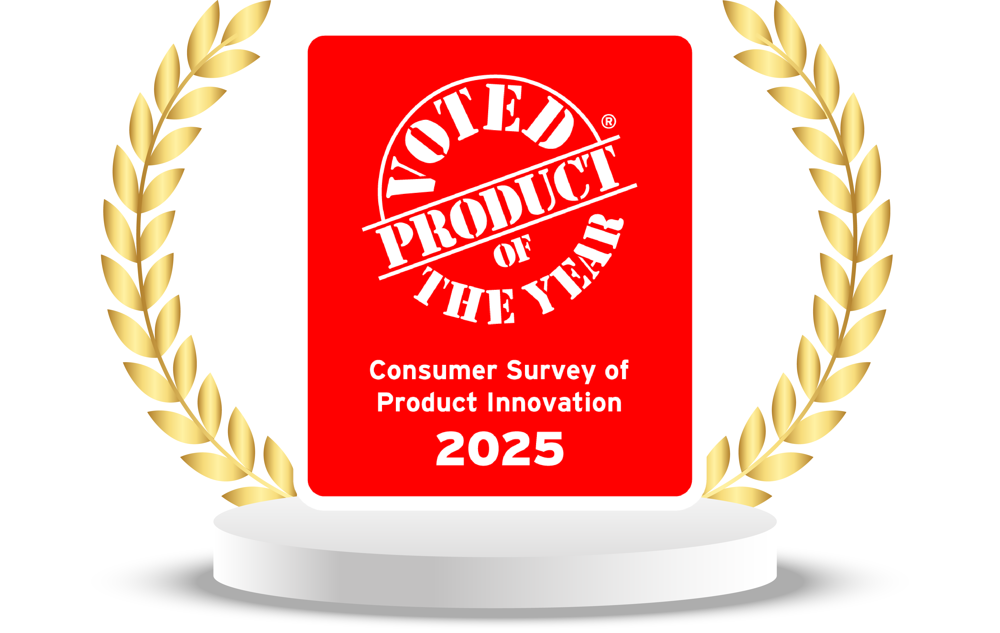 VOTED
PRODUCT
®
OF
THE YEAR
Consumer Survey of
Product Innovation
2025